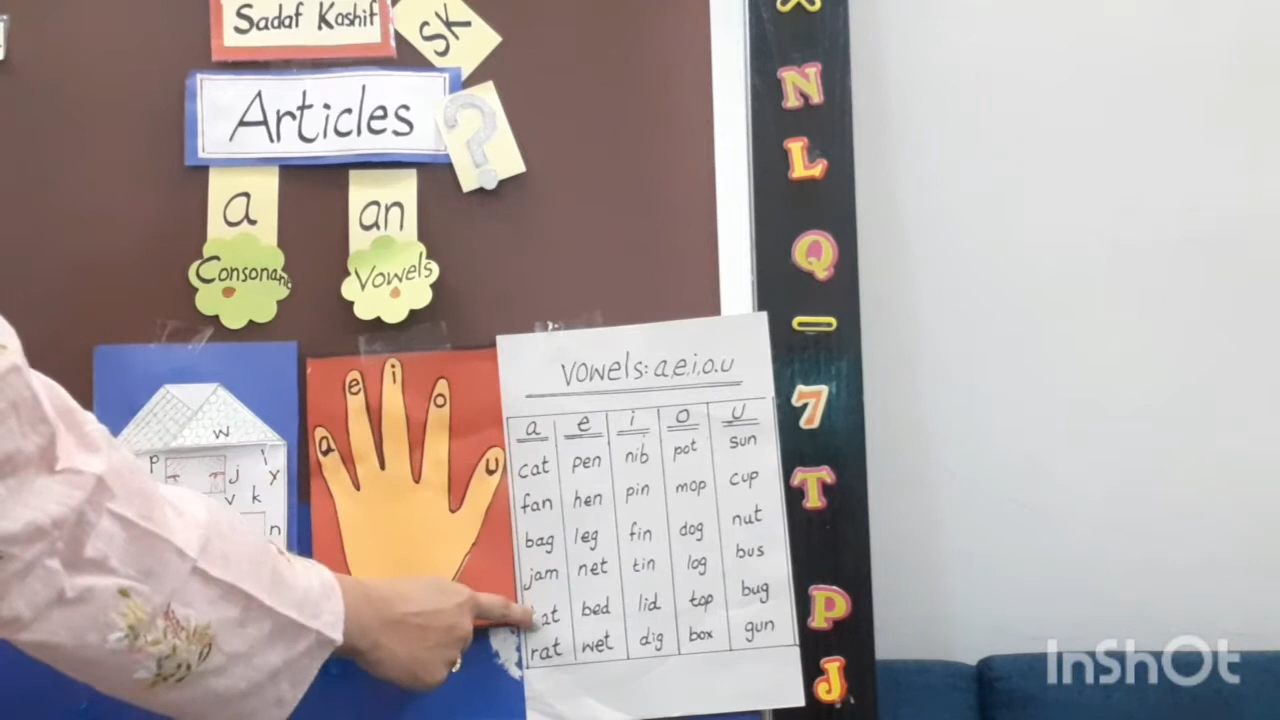 Sadaf Kashif
SK
Articles
?
a an
Consonant Vowels
w
p j y
v k
n
a e i o u
Vowels: a,e,i,o,u
a e i o u
cat pen nib pot sun
fan hen pin mop cup
bag leg fin dog nut
jam net tin log bus
bed lid top bug
rat wet dig box gun
N
L
Q
7
T
P
J
InShOt